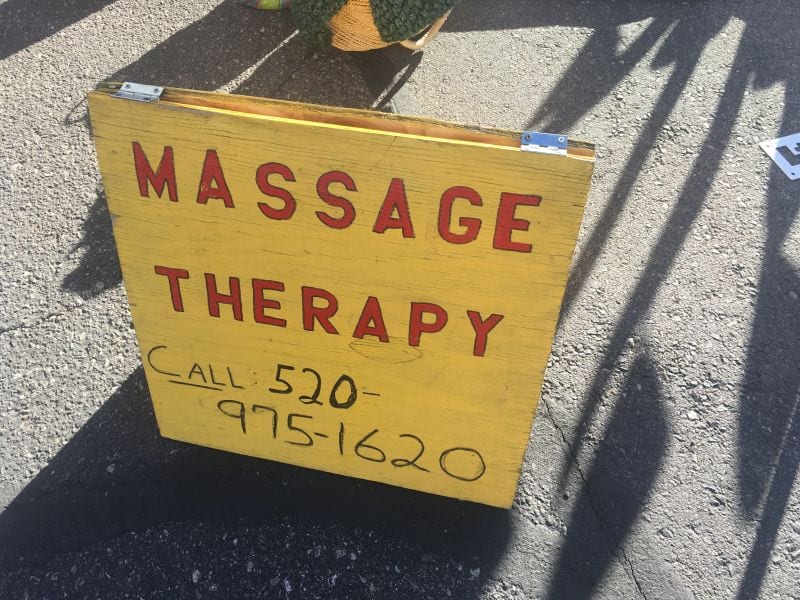 MASSAGE
THERAPY
CALL: 520-
975-1620